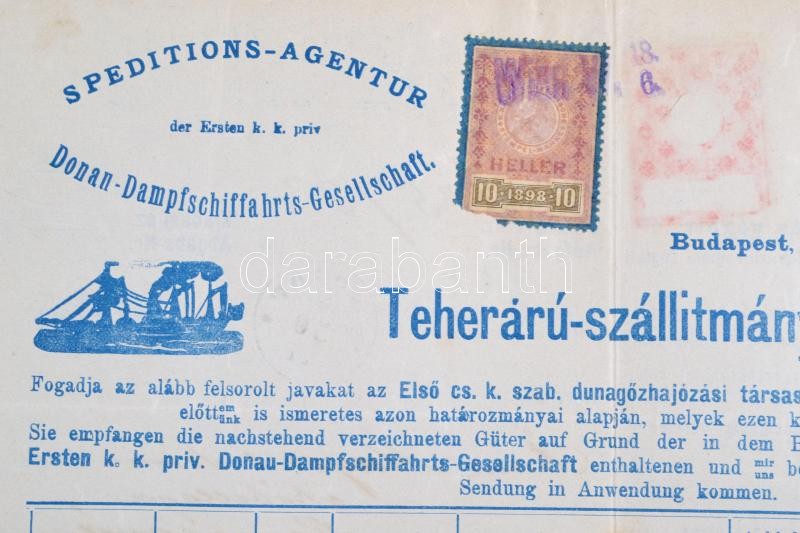 SPEDITIONS-AGENTUR
der Ersten k. k. priv
Donau-Dampfschiffahrts-Gesellschaft.
18.
6.
HELLER
10 · 1898 · 10
Budapest,
darabanth
Teherárú-szállitmán
Fogadja az alább felsorolt javakat az Első cs. k. szab. dunagőzhajózási társas
előttem ünk is ismeretes azon határozmányai alapján, melyek ezen k
Sie empfangen die nachstehend verzeichneten Güter auf Grund der in dem B
Ersten k. k. priv. Donau-Dampfschiffahrts-Gesellschaft enthaltenen und mir uns be
Sendung in Anwendung kommen.